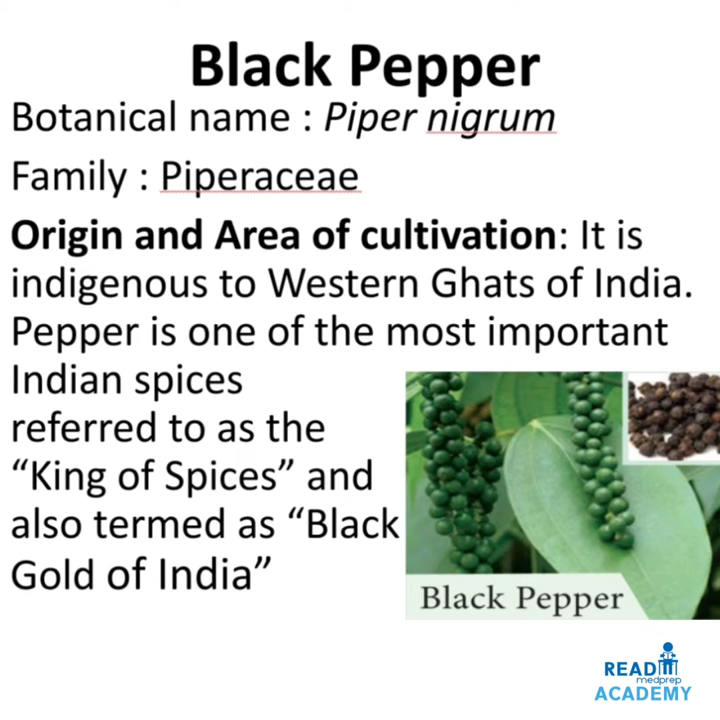 Black Pepper
Botanical name : Piper nigrum
Family : Piperaceae
Origin and Area of cultivation: It is
indigenous to Western Ghats of India.
Pepper is one of the most important
Indian spices
referred to as the
“King of Spices” and
also termed as “Black
Gold of India”
Black Pepper
READ
medprep
ACADEMY